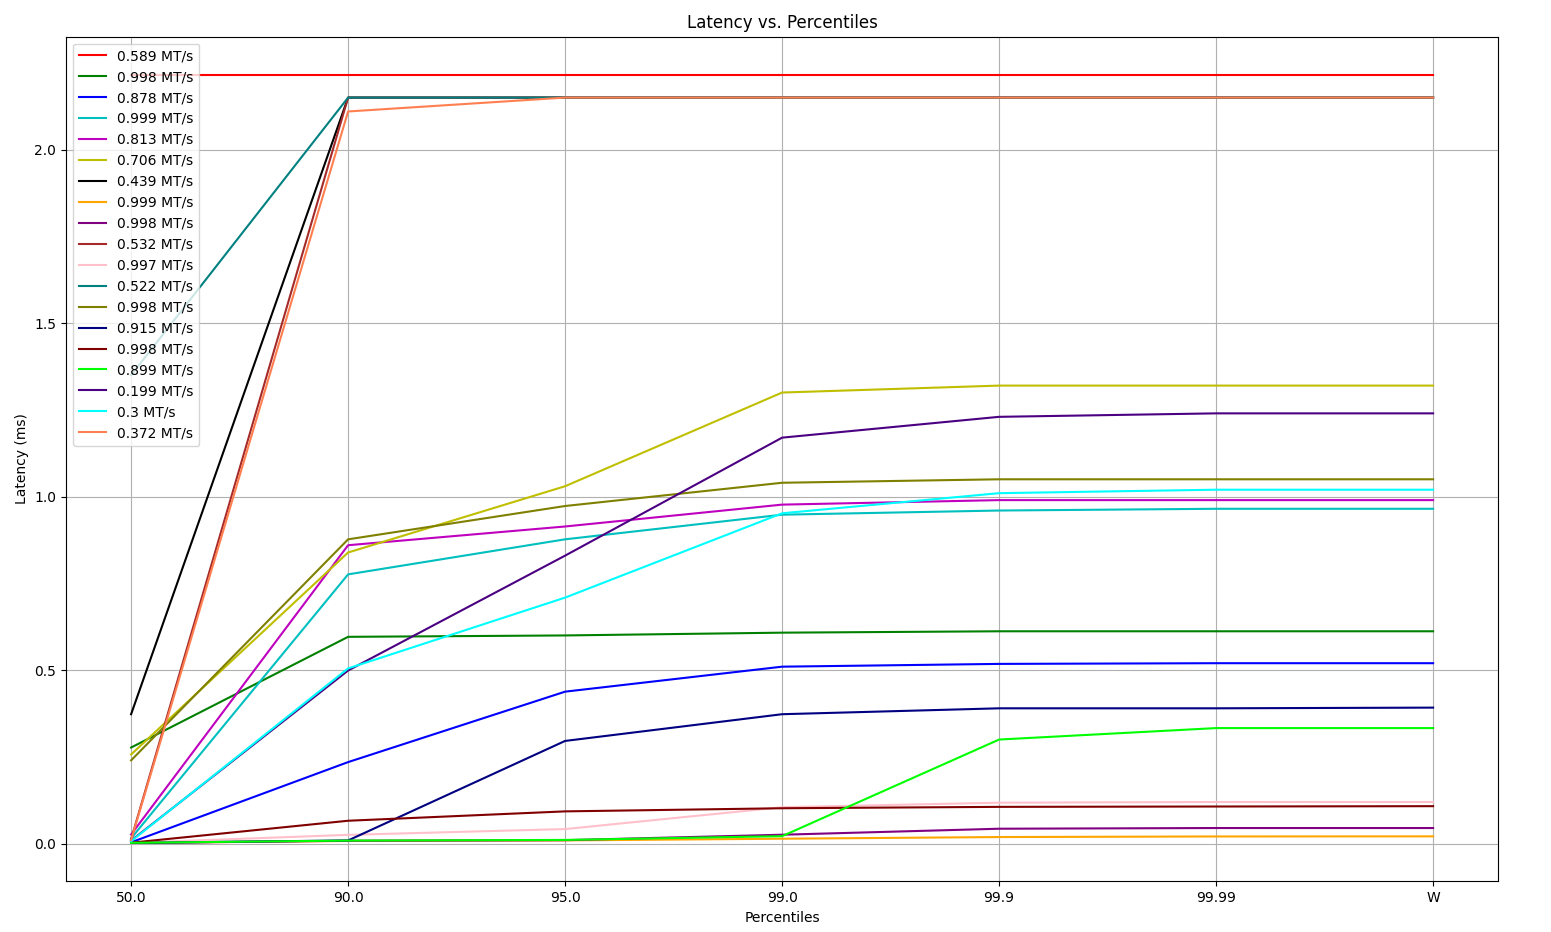 Latency vs. Percentiles
0.589 MT/s
0.998 MT/s
0.878 MT/s
0.999 MT/s
0.813 MT/s
0.706 MT/s
0.439 MT/s
0.999 MT/s
0.998 MT/s
0.532 MT/s
0.997 MT/s
0.522 MT/s
0.998 MT/s
0.915 MT/s
0.998 MT/s
0.899 MT/s
0.199 MT/s
0.3 MT/s
0.372 MT/s
Latency (ms)
2.0
1.5
1.0
0.5
0.0
50.0 90.0 95.0 99.0 99.9 99.99 W
Percentiles